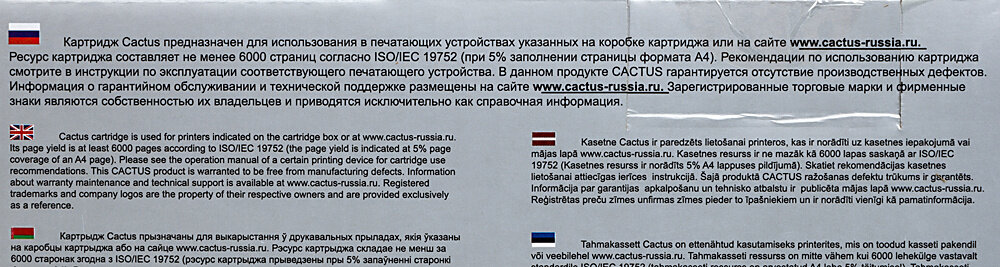 Картридж Cactus предназначен для использования в печатающих устройствах указанных на коробке картриджа или на сайте www.cactus-russia.ru.
Ресурс картриджа составляет не менее 6000 страниц согласно ISO/IEC 19752 (при 5% заполнении страницы формата А4). Рекомендации по использованию картриджа
смотрите в инструкции по эксплуатации соответствующего печатающего устройства. В данном продукте CACTUS гарантируется отсутствие производственных дефектов.
Информация о гарантийном обслуживании и технической поддержке размещены на сайте www.cactus-russia.ru. Зарегистрированные торговые марки и фирменные
знаки являются собственностью их владельцев и приводятся исключительно как справочная информация.
Cactus cartridge is used for printers indicated on the cartridge box or at www.cactus-russia.ru.
Its page yield is at least 6000 pages according to ISO/IEC 19752 (the page yield is indicated at 5% page
coverage of an A4 page). Please see the operation manual of a certain printing device for cartridge use
recommendations. This CACTUS product is warranted to be free from manufacturing defects. Information
about warranty maintenance and technical support is available at www.cactus-russia.ru. Registered
trademarks and company logos are the property of their respective owners and are provided exclusively
as a reference.
Kasetne Cactus ir paredzēts lietošanai printeros, kas ir norādīti uz kasetnes iepakojumā vai
mājas lapā www.cactus-russia.ru. Kasetnes resurss ir ne mazāk kā 6000 lapas saskaņā ar ISO/IEC
19752 (Kasetnes resurss ir norādīts 5% A4 lappuses pildījumā). Skatiet rekomendācijas kasetnes
lietošanai attiecīgas ierīces instrukcijā. Šajā produktā CACTUS ražošanas defektu trūkums ir garantēts.
Informācija par garantijas apkalpošanu un tehnisko atbalstu ir publicēta mājas lapā www.cactus-russia.ru.
Reģistrētas preču zīmes unfirmas zīmes pieder to īpašniekiem un ir norādīti vienīgi kā pamatinformācija.
Картрыдж Cactus прызначаны для выкарыстання ў друкавальных прыладах, якія ўказаны
на каробцы картрыджа або на сайце www.cactus-russia.ru. Рэсурс картрыджа складае не менш за
6000 старонак згодна з ISO/IEC 19752 (рэсурс картрыджа прыведзены пры 5% запаўненні старонкі
Tahmakassett Cactus on ettenähtud kasutamiseks printerites, mis on toodud kasseti pakendil
või veebilehel www.cactus-russia.ru. Tahmakasseti ressurss on mitte vähem kui 6000 lehekülge vastavalt
standardile ISO/IEC 19752 (tahmakasseti ressurss on arvestatud A4 lehe 5% täitumisel). Tahmakasseti